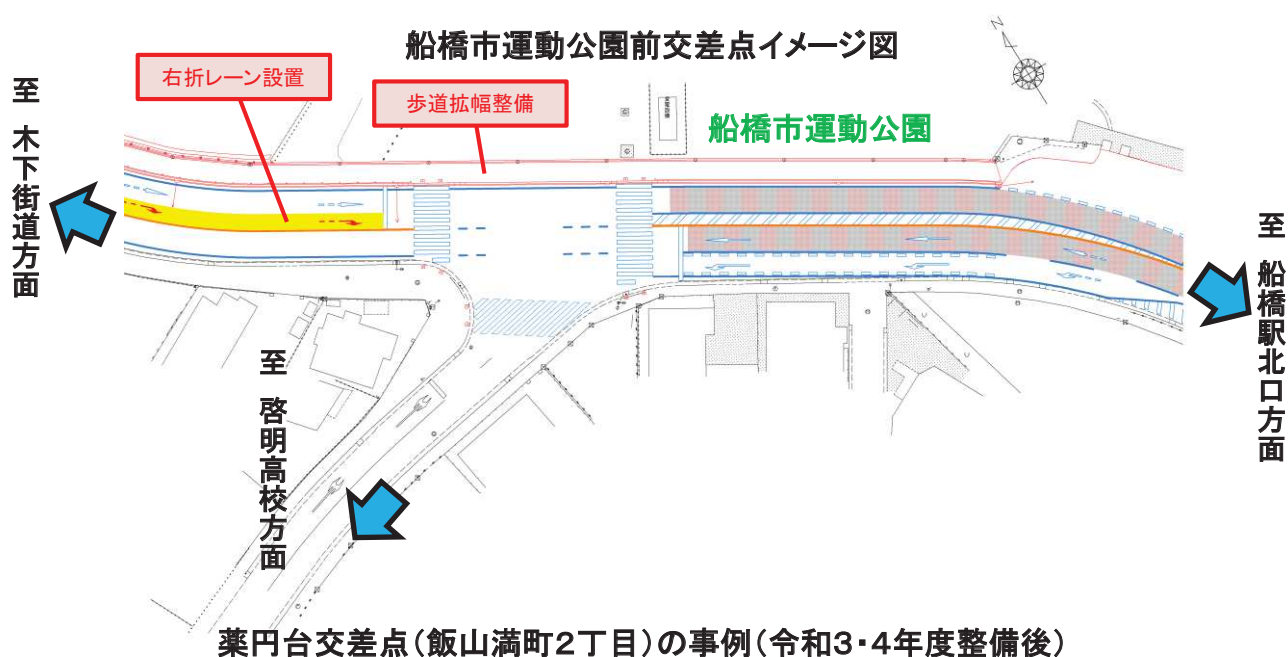 船橋市運動公園前交差点イメージ図
右折レーン設置
歩道拡幅整備
船橋市運動公園
至 木下街道方面
至 船橋駅北口方面
至 啓明高校方面
薬円台交差点(飯山満町2丁目)の事例(令和3・4年度整備後)